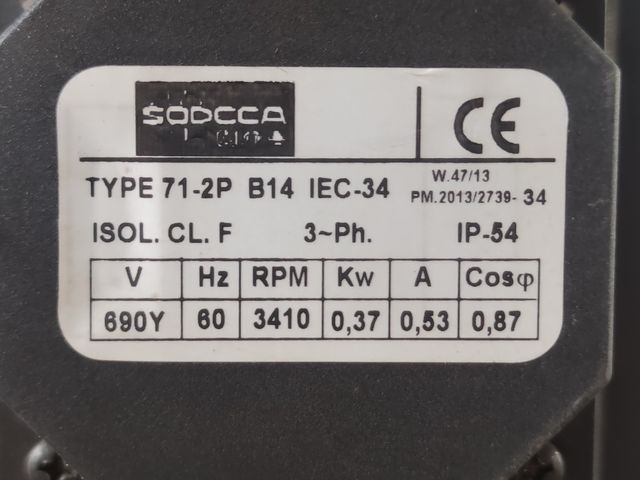 SODCCA
CE
TYPE 71-2P B14 IEC-34
W.47/13
PM.2013/2739- 34
ISOL. CL. F 3~Ph. IP-54
V Hz RPM Kw A Cosφ
690Y 60 3410 0,37 0,53 0,87